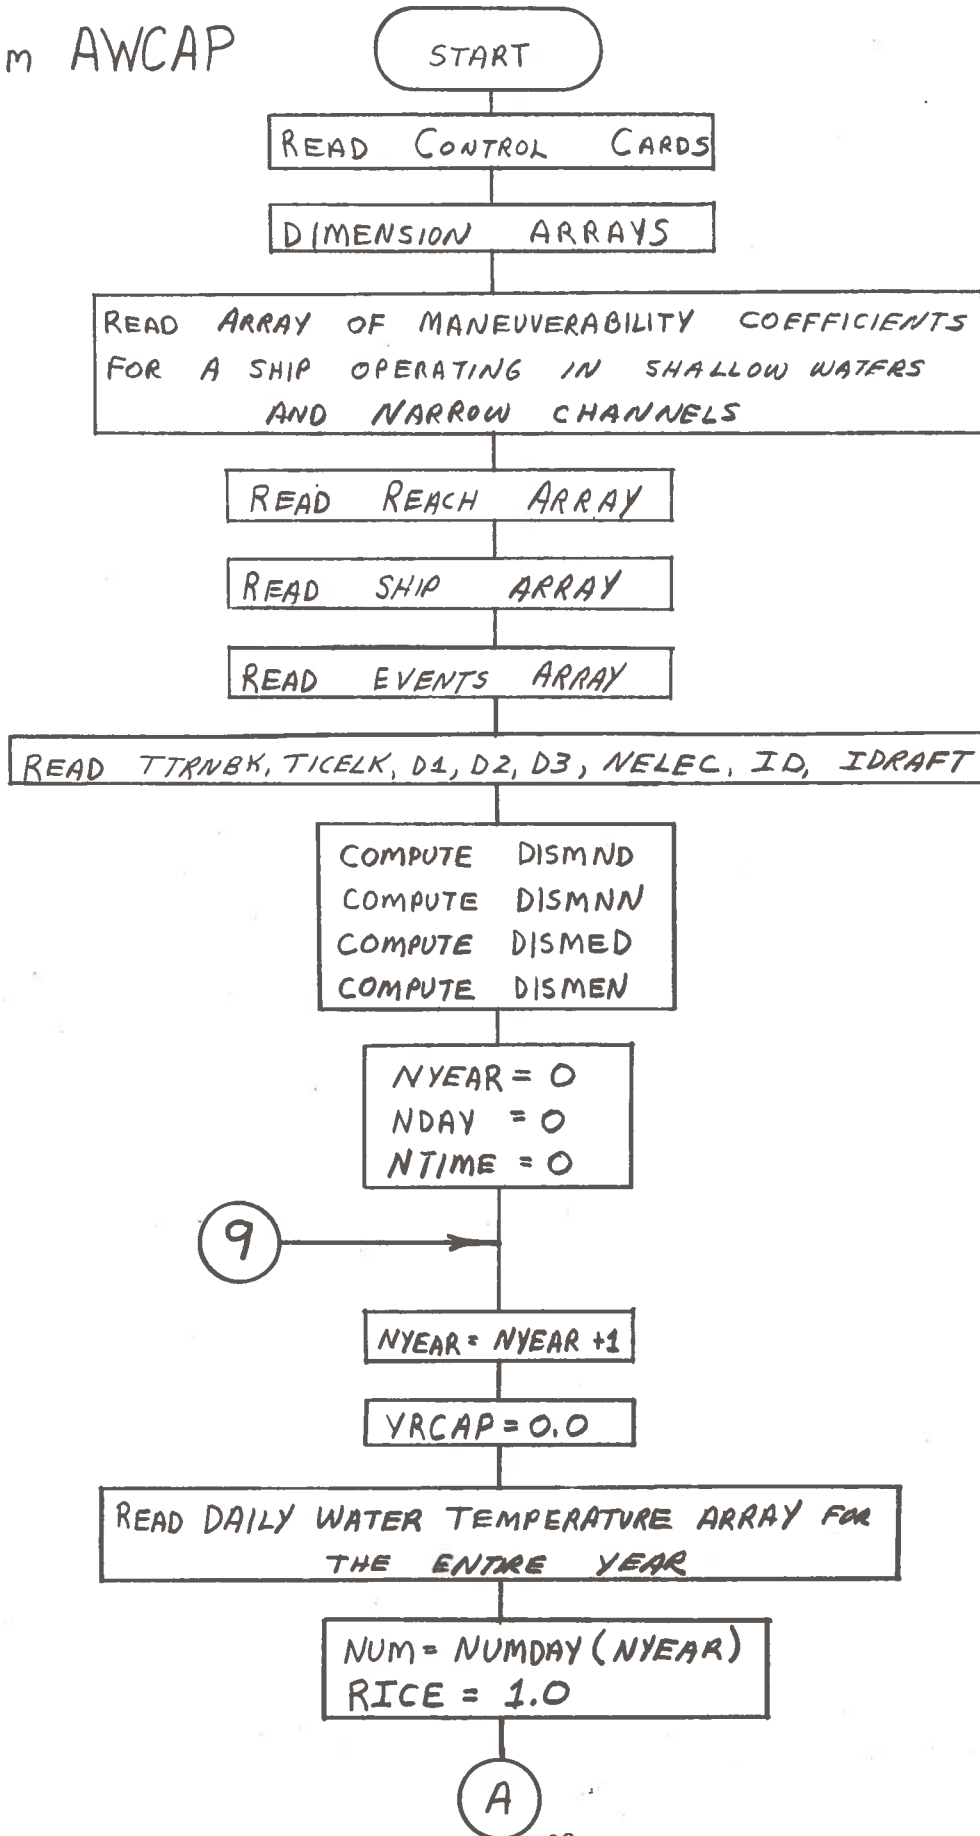 m AWCAP
START
READ CONTROL CARDS
DIMENSION ARRAYS
READ ARRAY OF MANEUVERABILITY COEFFICIENTS
FOR A SHIP OPERATING IN SHALLOW WATERS
AND NARROW CHANNELS
READ REACH ARRAY
READ SHIP ARRAY
READ EVENTS ARRAY
READ TTRNBK, TICELK, D1, D2, D3, NELEC, ID, IDRAFT
COMPUTE DISMND
COMPUTE DISMNN
COMPUTE DISMED
COMPUTE DISMEN
NYEAR = 0
NDAY = 0
NTIME = 0
9
NYEAR = NYEAR +1
YRCAP = 0.0
READ DAILY WATER TEMPERATURE ARRAY FOR
THE ENTIRE YEAR
NUM = NUMDAY (NYEAR)
RICE = 1.0
A